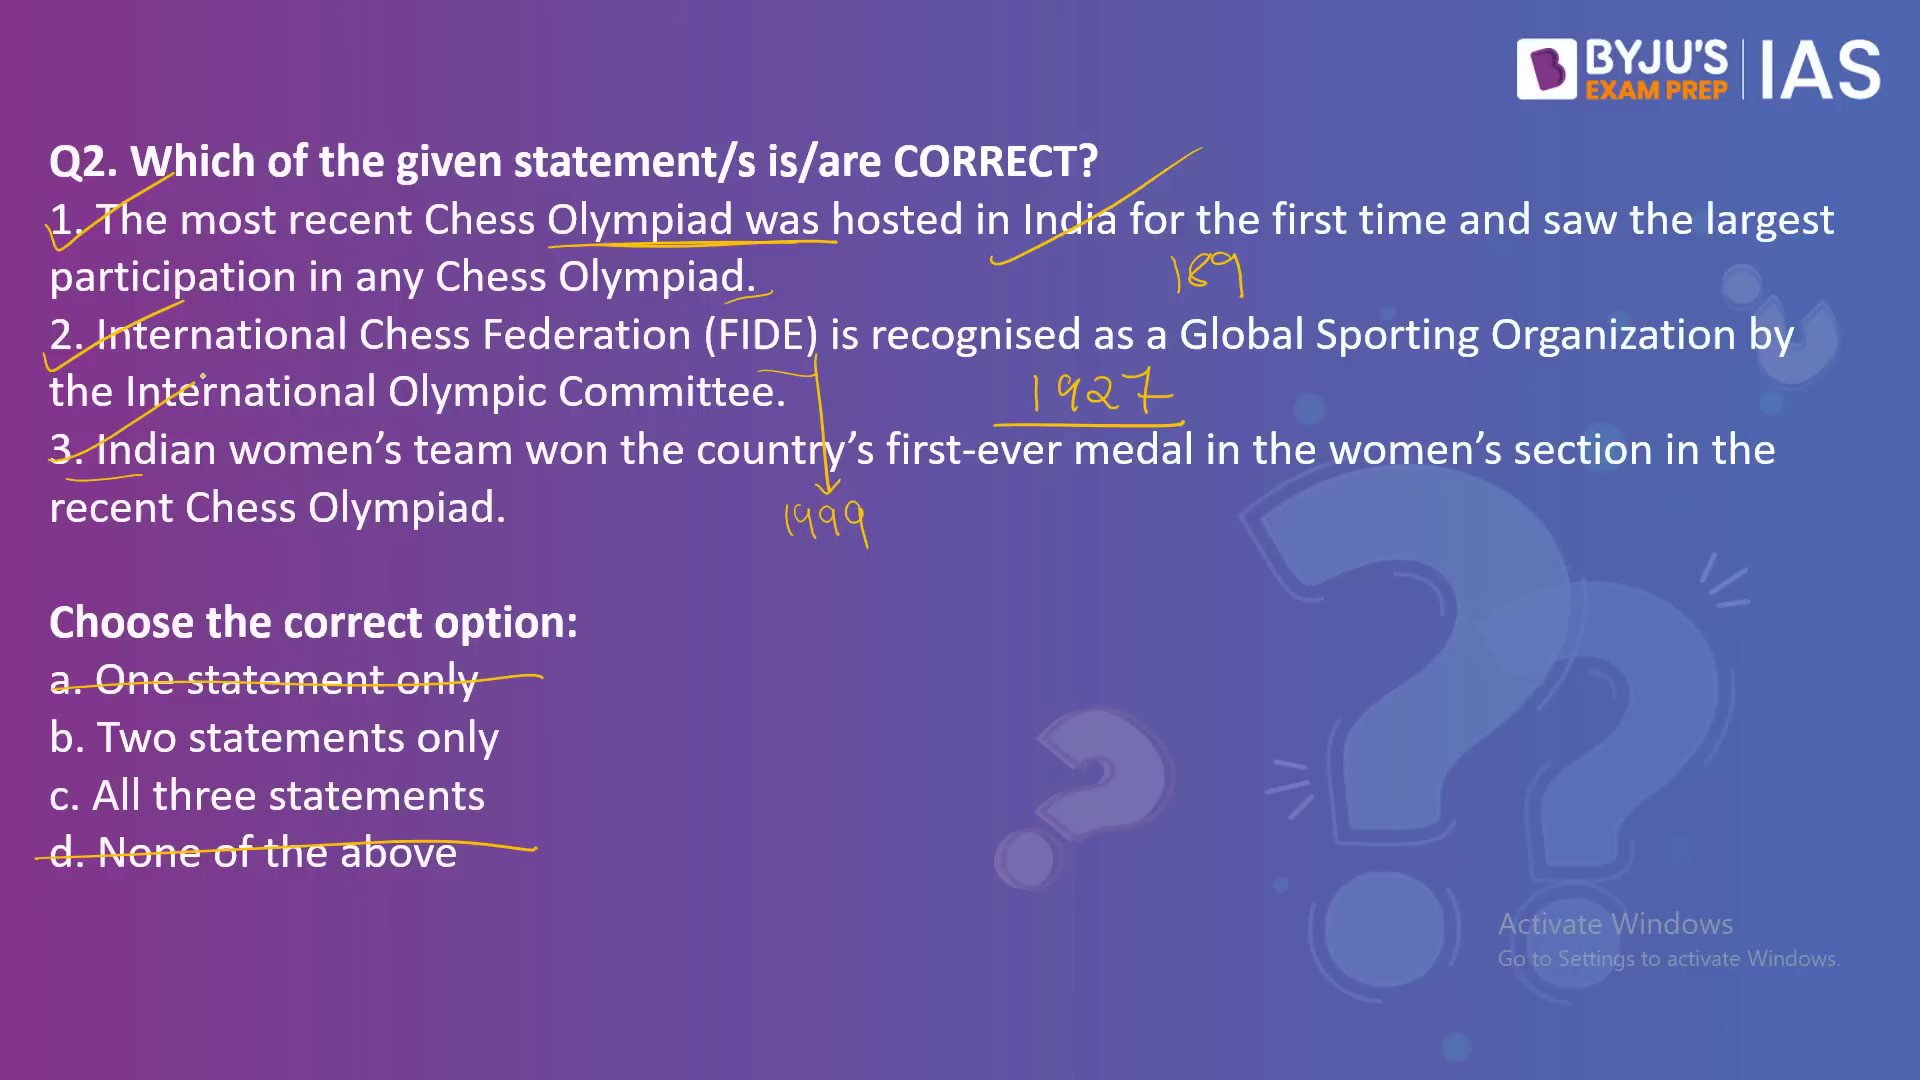 BYJU'S
EXAM PREP
IAS
Q2. Which of the given statement/s is/are CORRECT?
1. The most recent Chess Olympiad was hosted in India for the first time and saw the largest
participation in any Chess Olympiad.
189
2. International Chess Federation (FIDE) is recognised as a Global Sporting Organization by
the International Olympic Committee.
1927
3. Indian women’s team won the country’s first-ever medal in the women’s section in the
recent Chess Olympiad.
1999
Choose the correct option:
a. One statement only
b. Two statements only
c. All three statements
d. None of the above
Activate Windows
Go to Settings to activate Windows.